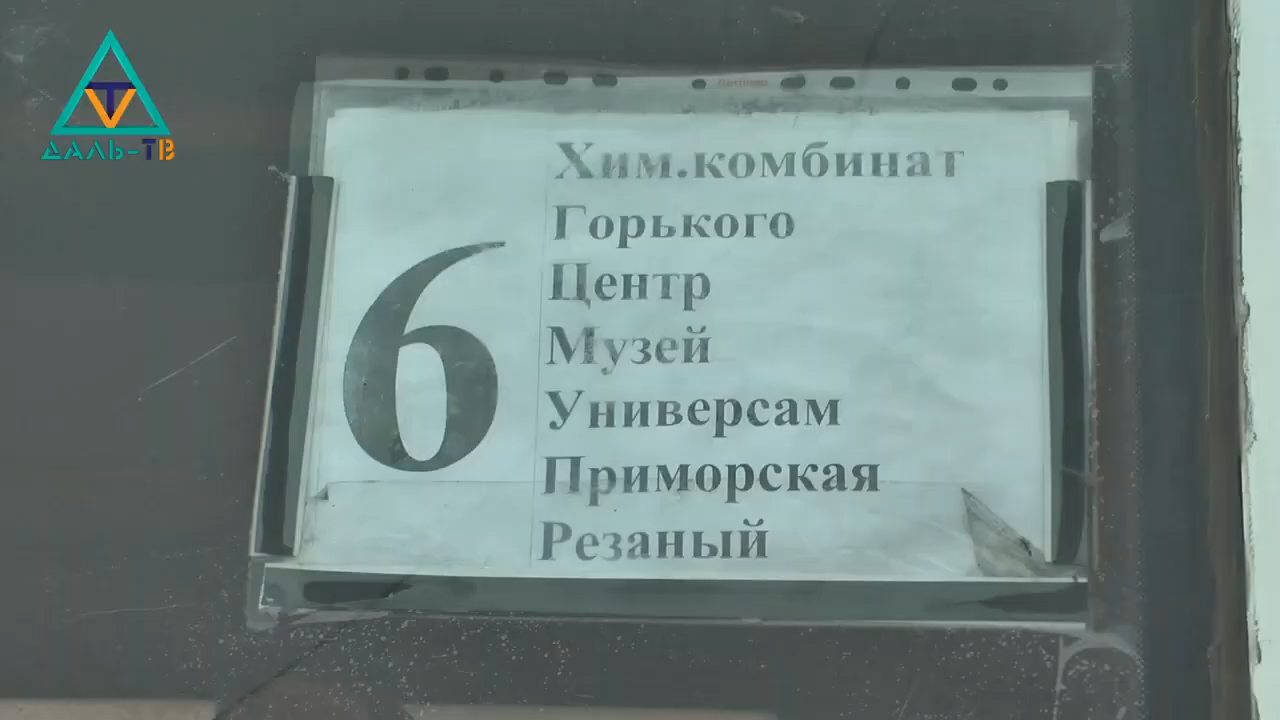 ДАЛЬ-ТВ
6
Хим.комбинат
Горького
Центр
Музей
Универсам
Приморская
Резаный